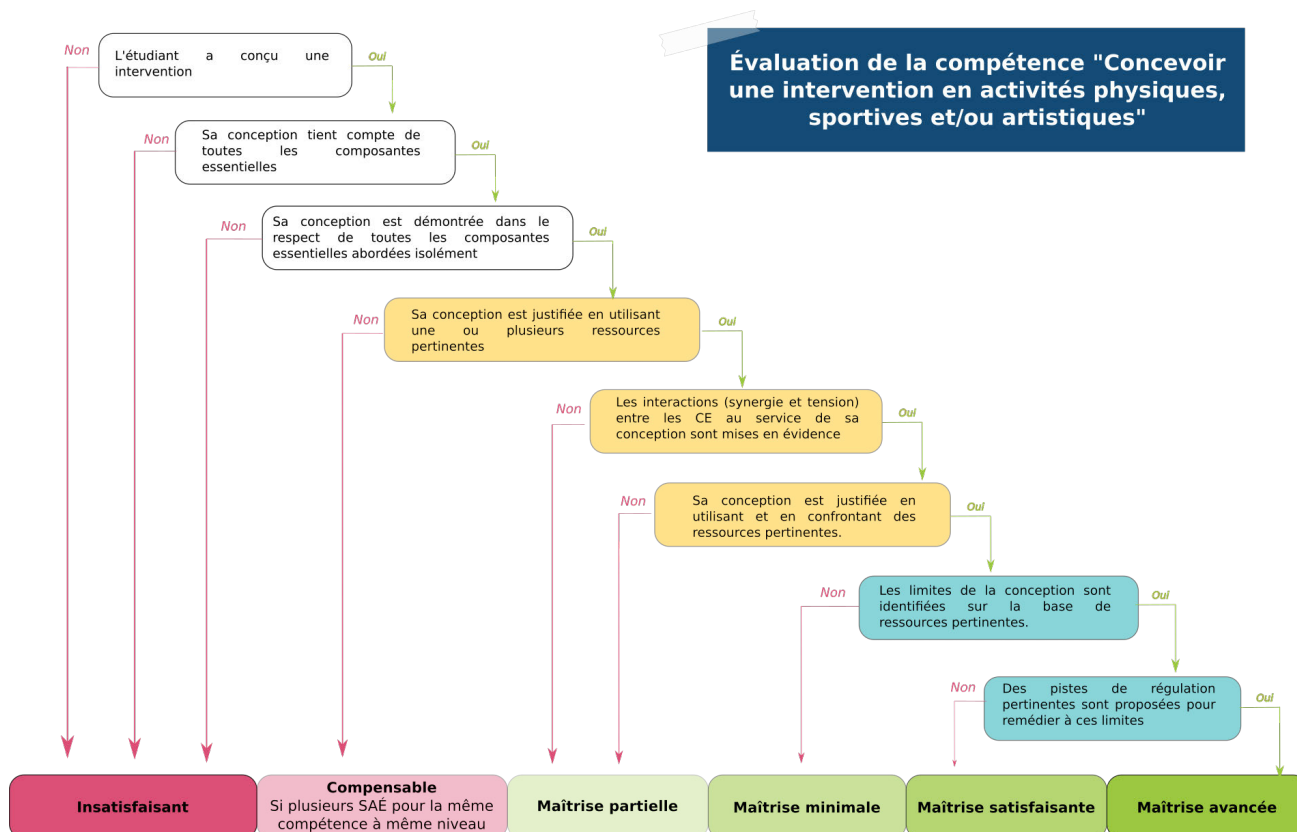 Évaluation de la compétence "Concevoir
une intervention en activités physiques,
sportives et/ou artistiques"
Non
L'étudiant a conçu une
intervention
Oui
Non
Sa conception tient compte de
toutes les composantes
essentielles
Oui
Non
Sa conception est démontrée dans le
respect de toutes les composantes
essentielles abordées isolément
Oui
Non
Sa conception est justifiée en utilisant
une ou plusieurs ressources
pertinentes
Oui
Non
Les interactions (synergie et tension)
entre les CE au service de sa
conception sont mises en évidence
Oui
Non
Sa conception est justifiée en
utilisant et en confrontant des
ressources pertinentes.
Oui
Non
Les limites de la conception sont
identifiées sur la base de
ressources pertinentes.
Oui
Non
Des pistes de régulation
pertinentes sont proposées pour
remédier à ces limites
Oui
Insatisfaisant
Compensable
Si plusieurs SAÉ pour la même
compétence à même niveau
Maîtrise partielle
Maîtrise minimale
Maîtrise satisfaisante
Maîtrise avancée